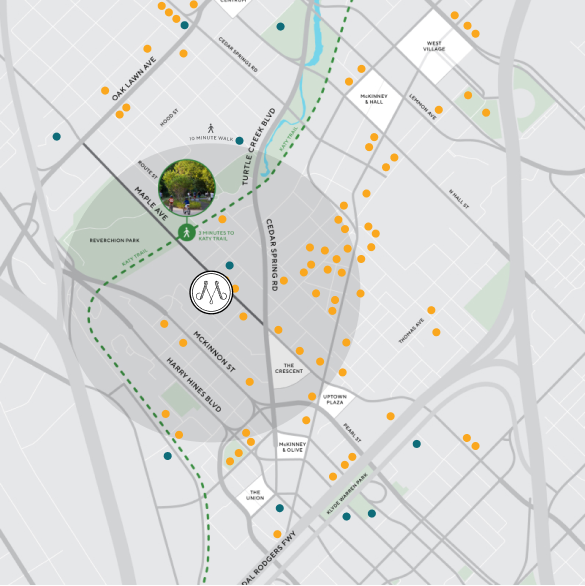 CEDAR SPRINGS RD
WEST
VILLAGE
OAK LAWN AVE
McKINNEY
& HALL
LEMMON AVE
HOOD ST
10 MINUTE WALK
TURTLE CREEK BLVD
KATY TRAIL
ROUTH ST
MAPLE AVE
N HALL ST
REVERCHION PARK
2 MINUTES TO
KATY TRAIL
KATY TRAIL
CEDAR SPRING RD
M
THOMAS AVE
McKINNON ST
HARRY HINES BLVD
THE
CRESCENT
UPTOWN
PLAZA
PEARL ST
McKINNEY
& OLIVE
THE
UNION
KLYDE WARREN PARK
DAL RODGERS FWY